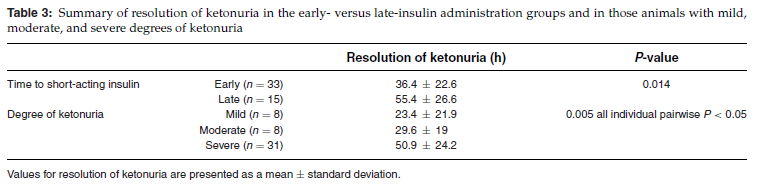 Table 3: Summary of resolution of ketonuria in the early- versus late-insulin administration groups and in those animals with mild,
moderate, and severe degrees of ketonuria
Resolution of ketonuria (h) P-value
Time to short-acting insulin Early (n = 33) 36.4 ± 22.6 0.014
Late (n = 15) 55.4 ± 26.6
Degree of ketonuria Mild (n = 8) 23.4 ± 21.9 0.005 all individual pairwise P < 0.05
Moderate (n = 8) 29.6 ± 19
Severe (n = 31) 50.9 ± 24.2
Values for resolution of ketonuria are presented as a mean ± standard deviation.